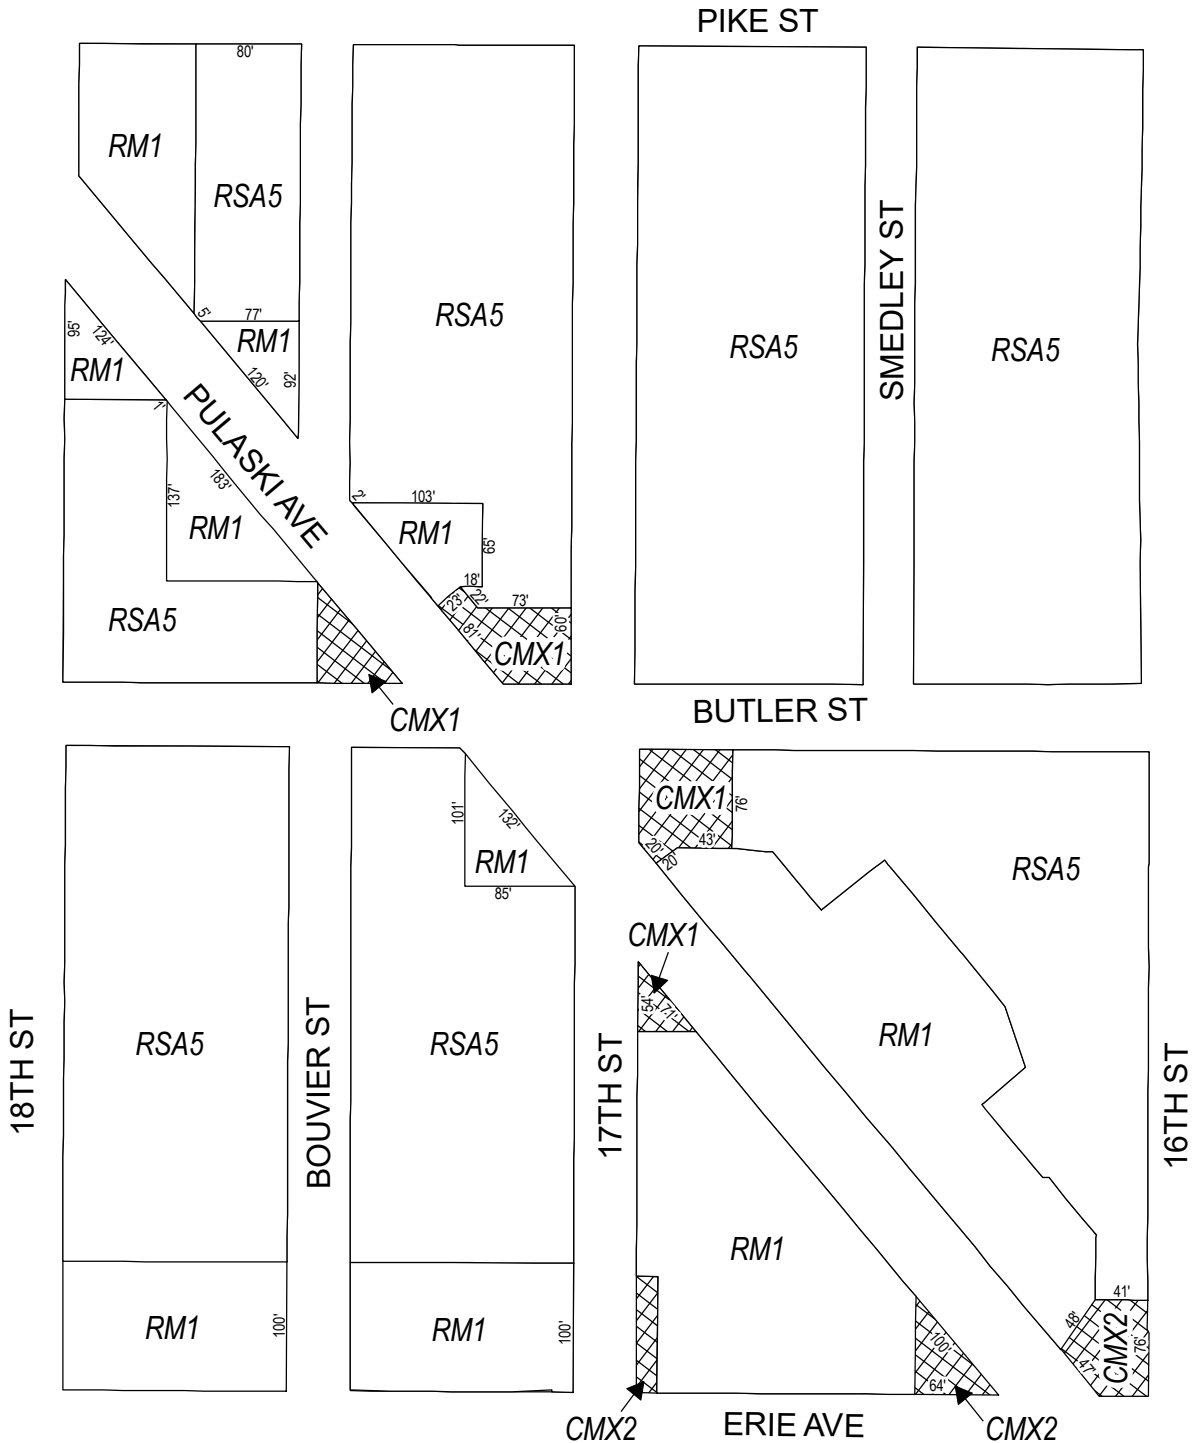 PIKE ST
80'
RM1
RSA5
RSA5
RSA5
RSA5
SMEDLEY ST
5'
77'
RM1
120'
92'
95'
124'
RM1
1'
PULASKI AVE
183'
137'
RM1
2'
103'
RM1
65'
18'
22'
23'
73'
60'
81'
CMX1
RSA5
CMX1
BUTLER ST
101'
132'
RM1
85'
CMX1
76'
43'
20'
20'
RSA5
CMX1
54'
71'
18TH ST
RSA5
BOUVIER ST
RSA5
17TH ST
RM1
16TH ST
RM1
RM1
100'
RM1
100'
41'
48'
CMX2
76'
47'
100'
64'
CMX2
ERIE AVE
CMX2